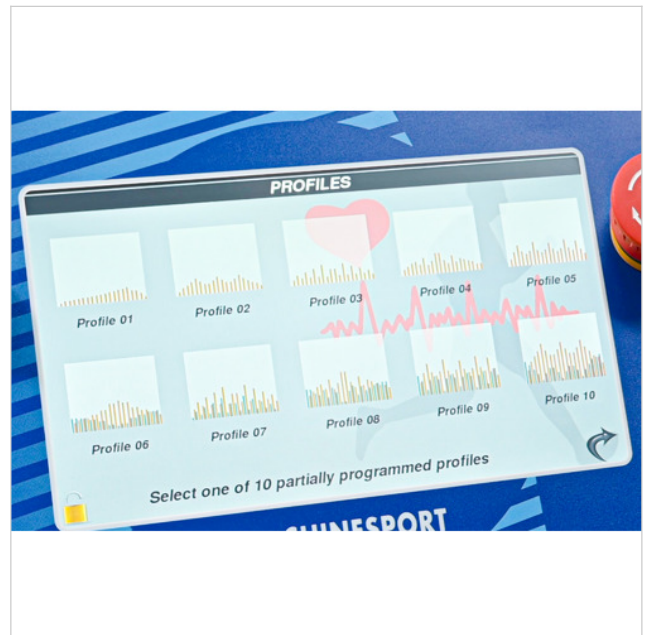 PROFILES
Profile 01
Profile 02
Profile 03
Profile 04
Profile 05
Profile 06
Profile 07
Profile 08
Profile 09
Profile 10
Select one of 10 partially programmed profiles
SHINESPORT